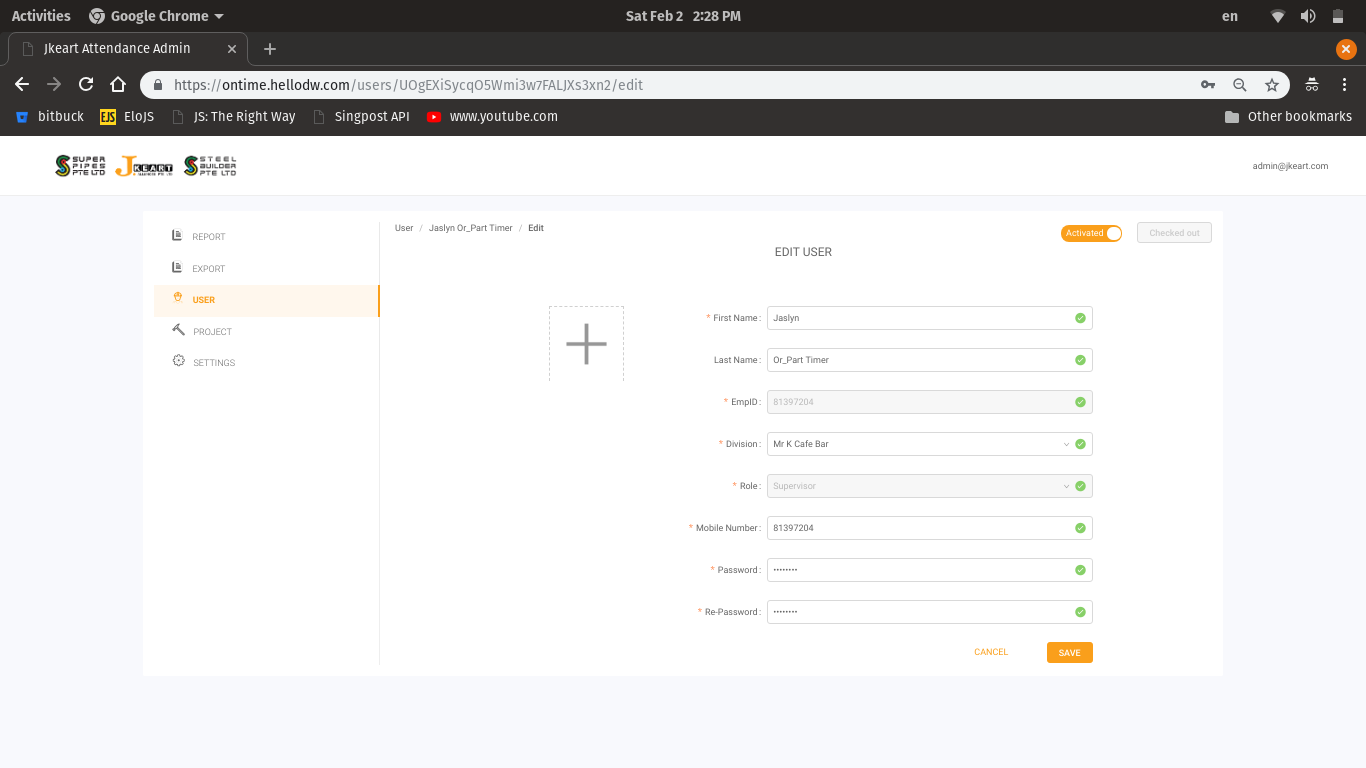 Activities Google Chrome Sat Feb 2 2:28 PM en
Jkeart Attendance Admin
https://ontime.hellodw.com/users/UOgEXiSycqO5Wmi3w7FALJXs3xn2/edit
bitbuck EJS EloJS JS: The Right Way Singpost API www.youtube.com Other bookmarks
SUPER PIPES PTE LTD JKEART STEEL BUILDER PTE LTD admin@jkeart.com
REPORT
EXPORT
USER
PROJECT
SETTINGS
User / Jaslyn Or_Part Timer / Edit
Activated Checked out
EDIT USER
* First Name: Jaslyn
Last Name: Or_Part Timer
* EmpID: 81397204
* Division: Mr K Cafe Bar
* Role: Supervisor
* Mobile Number: 81397204
* Password: ••••••••
* Re-Password: ••••••••
CANCEL SAVE